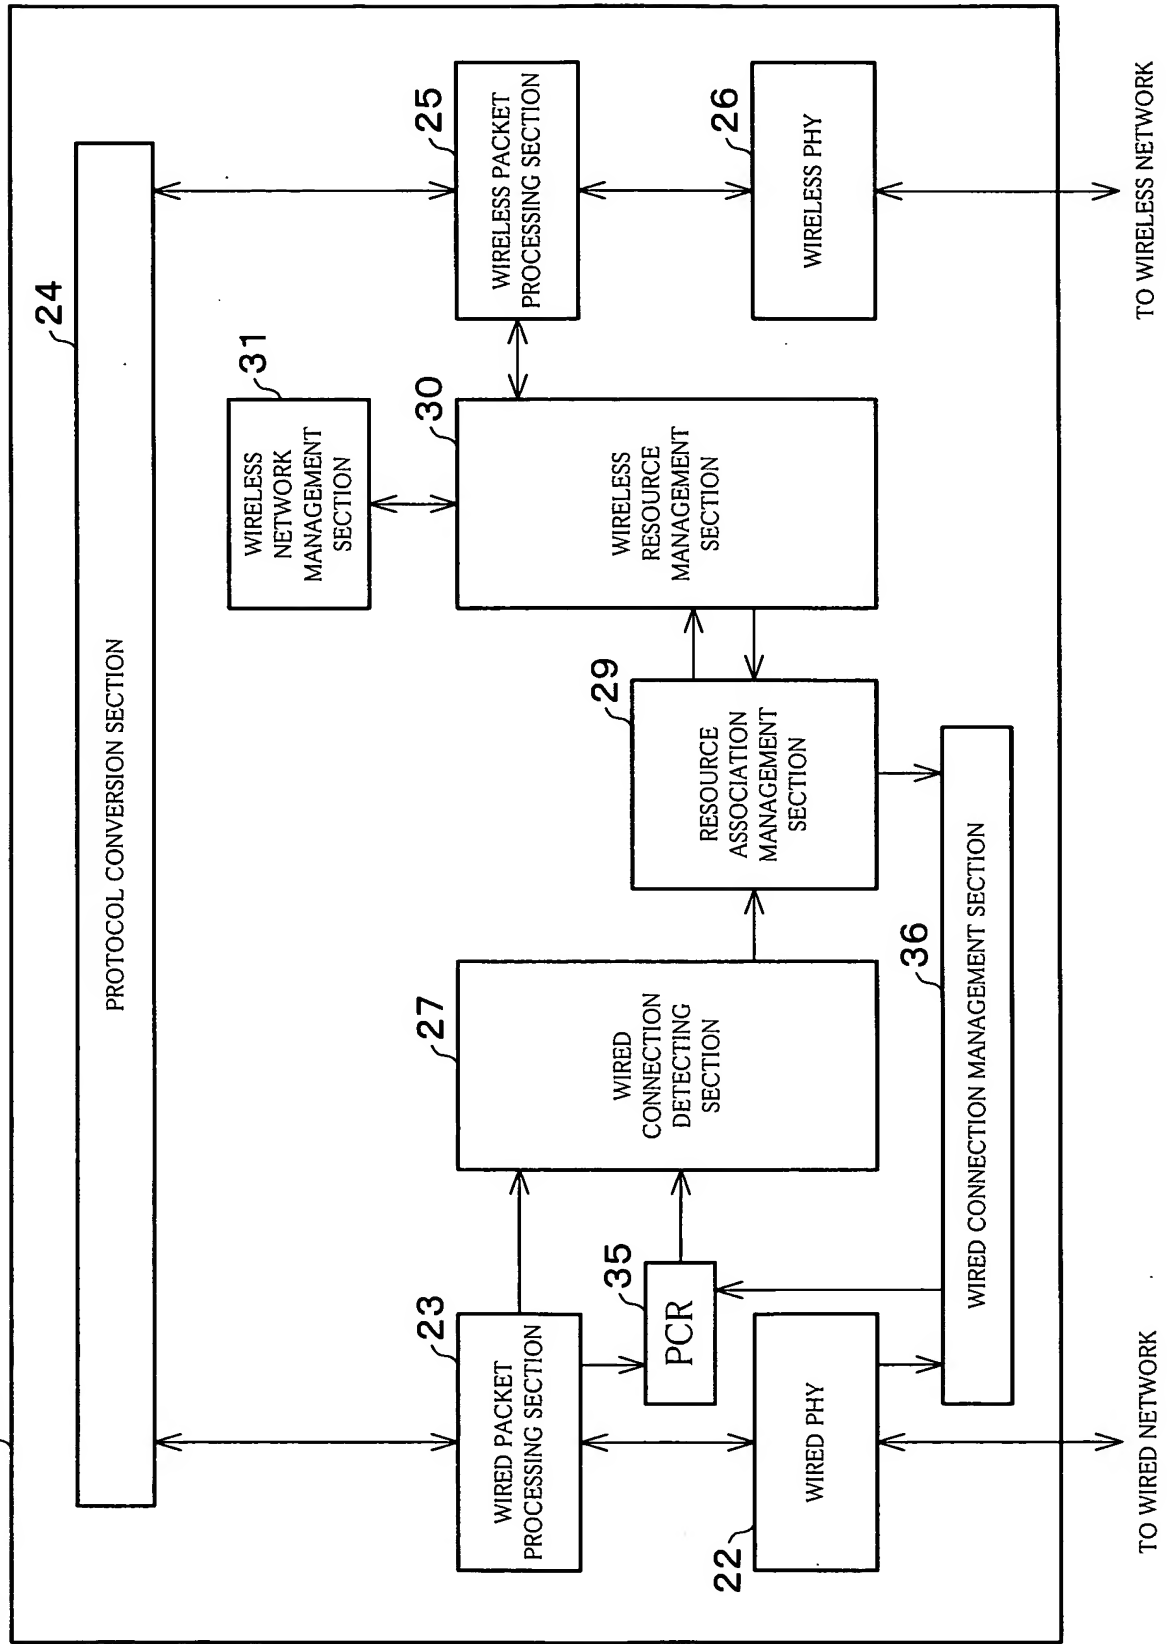 24
PROTOCOL CONVERSION SECTION
31
WIRELESS
NETWORK
MANAGEMENT
SECTION
23
WIRED PACKET
PROCESSING SECTION
27
WIRED
CONNECTION
DETECTING
SECTION
30
WIRELESS
RESOURCE
MANAGEMENT
SECTION
25
WIRELESS PACKET
PROCESSING SECTION
35
PCR
29
RESOURCE
ASSOCIATION
MANAGEMENT
SECTION
22
WIRED PHY
26
WIRELESS PHY
36
WIRED CONNECTION MANAGEMENT SECTION
TO WIRED NETWORK
TO WIRELESS NETWORK